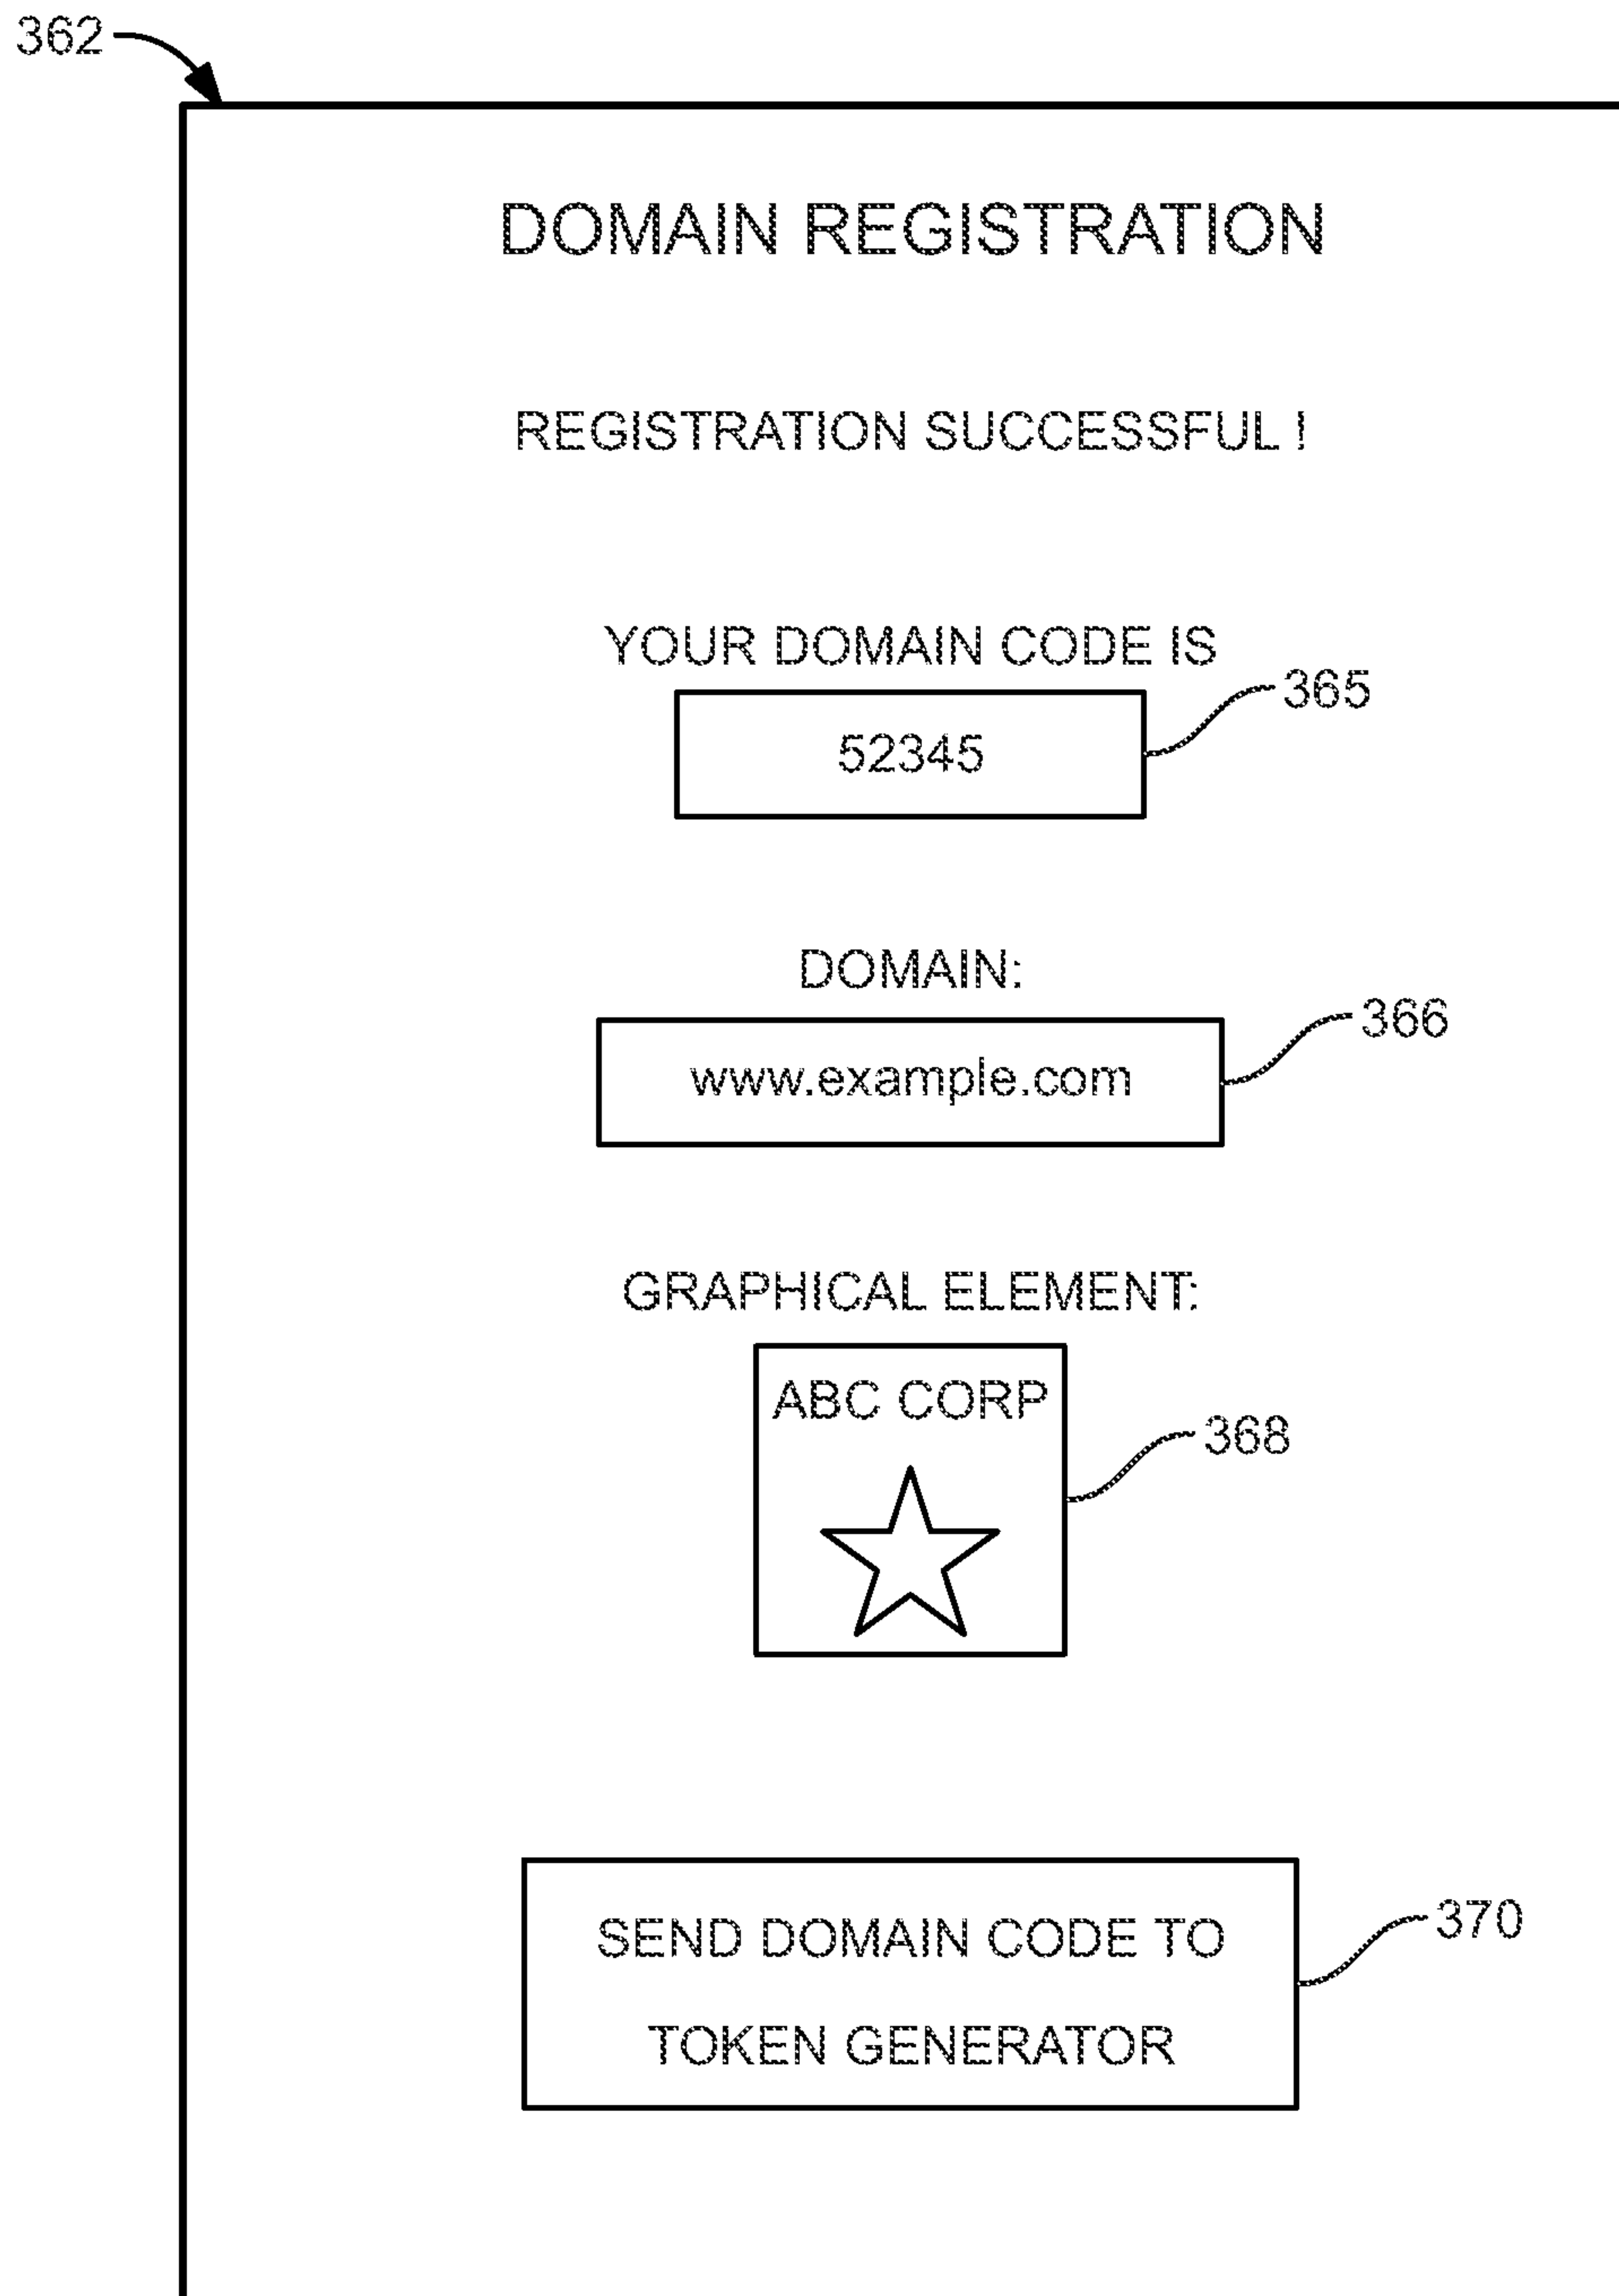 362
DOMAIN REGISTRATION
REGISTRATION SUCCESSFUL !
YOUR DOMAIN CODE IS
365
52345
DOMAIN:
366
www.example.com
GRAPHICAL ELEMENT:
ABC CORP
368
SEND DOMAIN CODE TO
370
TOKEN GENERATOR